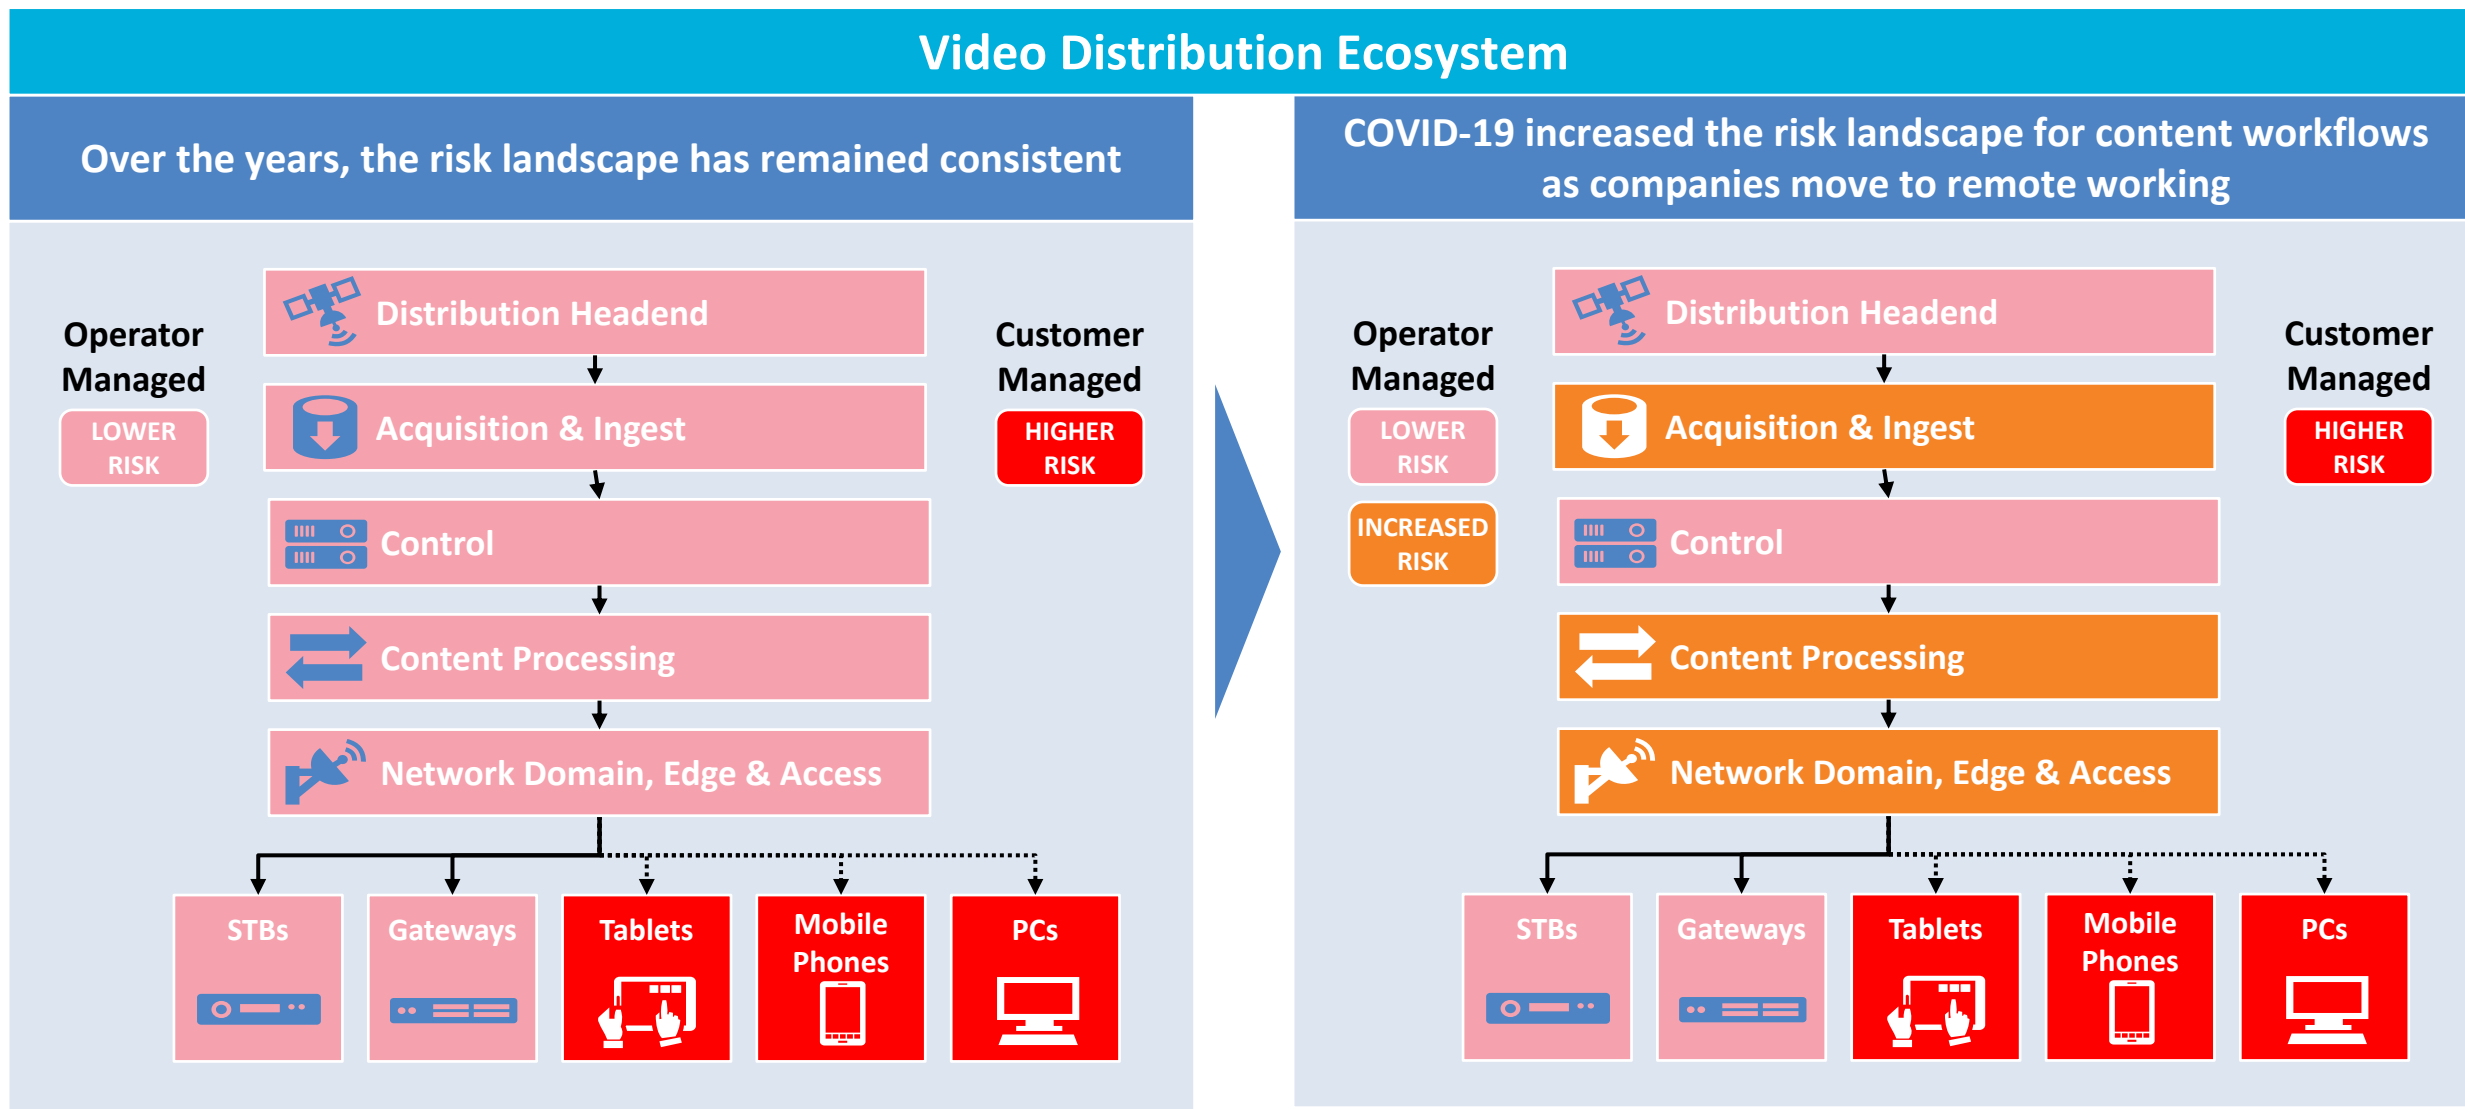 Video Distribution Ecosystem
Over the years, the risk landscape has remained consistent
Operator
Managed
LOWER
RISK
Distribution Headend
Acquisition & Ingest
Control
Content Processing
Network Domain, Edge & Access
Customer
Managed
HIGHER
RISK
STBs
Gateways
Tablets
Mobile
Phones
PCs
COVID-19 increased the risk landscape for content workflows
as companies move to remote working
Operator
Managed
LOWER
RISK
INCREASED
RISK
Distribution Headend
Acquisition & Ingest
Control
Content Processing
Network Domain, Edge & Access
Customer
Managed
HIGHER
RISK
STBs
Gateways
Tablets
Mobile
Phones
PCs